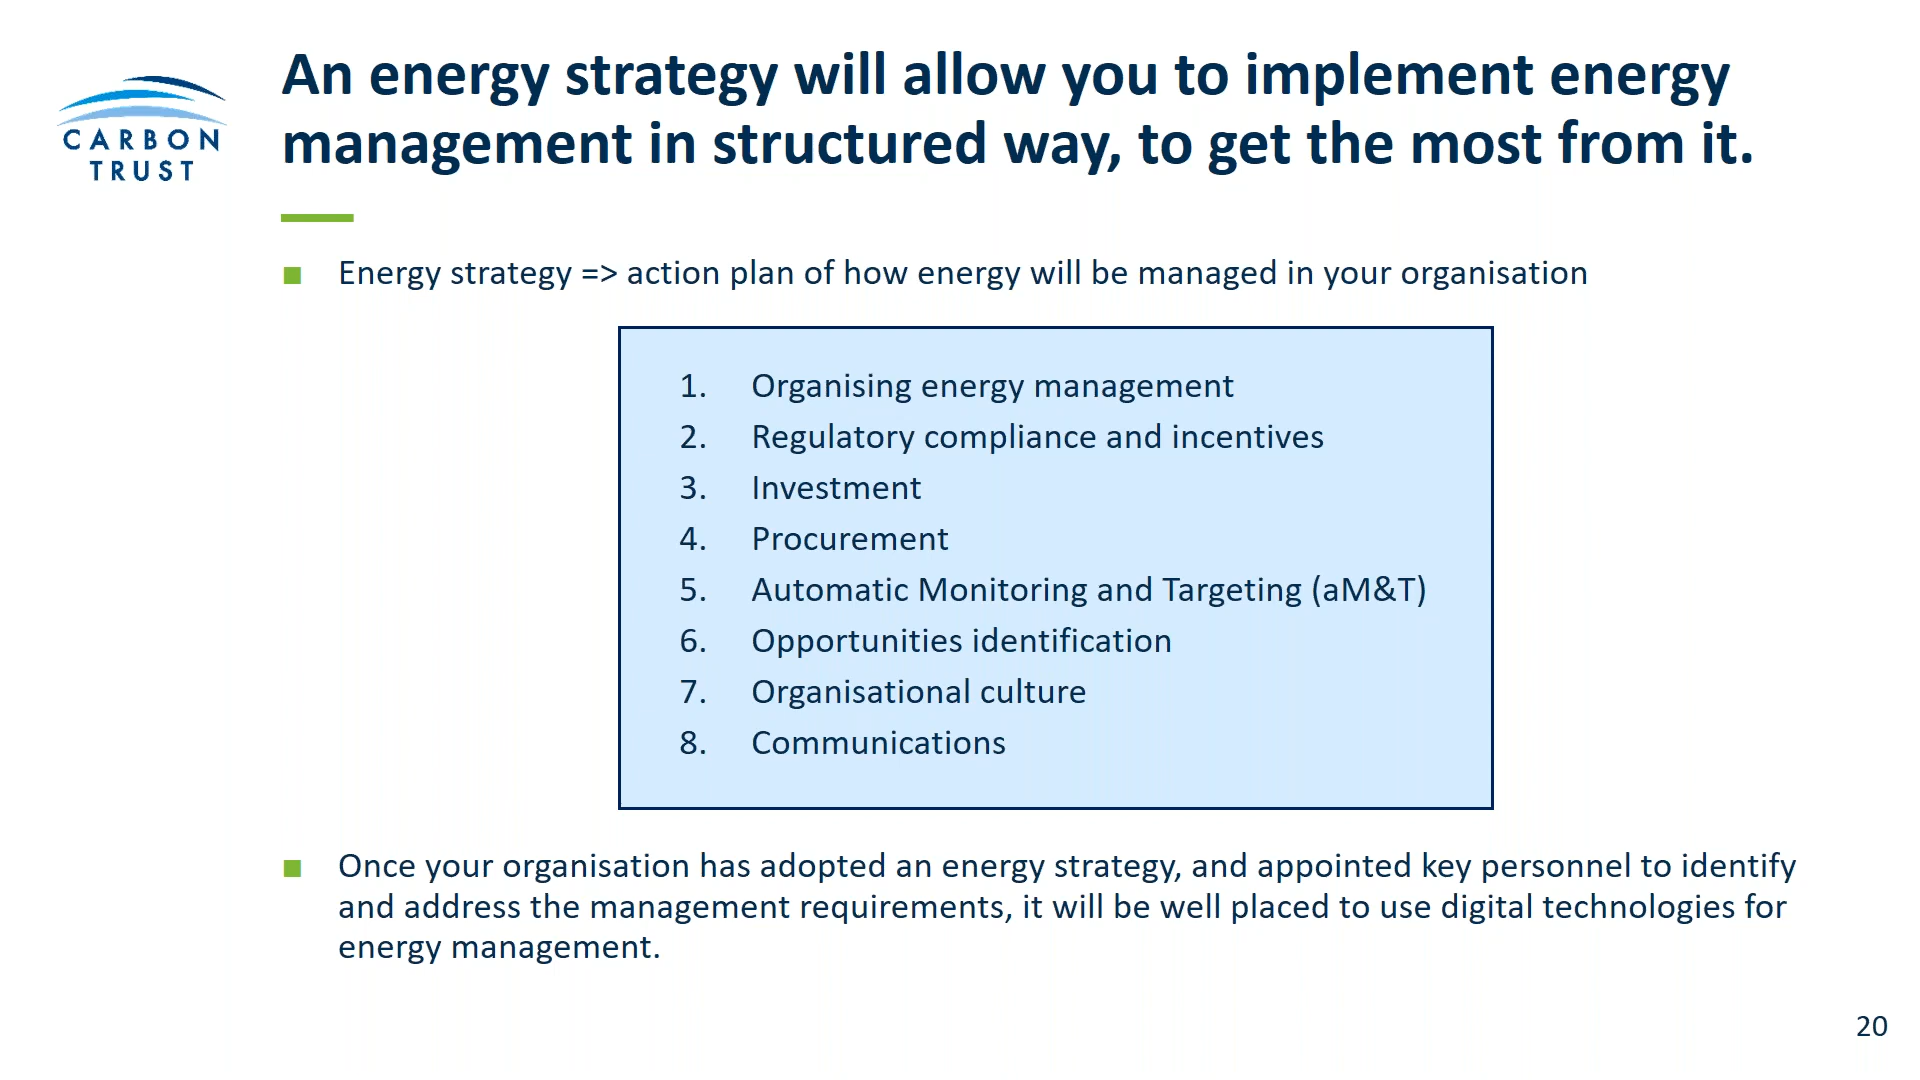 An energy strategy will allow you to implement energy
management in structured way, to get the most from it.
CARBON
TRUST
■ Energy strategy => action plan of how energy will be managed in your organisation
1. Organising energy management
2. Regulatory compliance and incentives
3. Investment
4. Procurement
5. Automatic Monitoring and Targeting (aM&T)
6. Opportunities identification
7. Organisational culture
8. Communications
■ Once your organisation has adopted an energy strategy, and appointed key personnel to identify
and address the management requirements, it will be well placed to use digital technologies for
energy management.
20